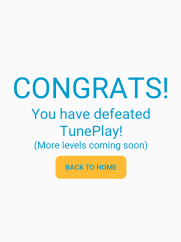 CONGRATS!
You have defeated
TunePlay!
(More levels coming soon)
BACK TO HOME